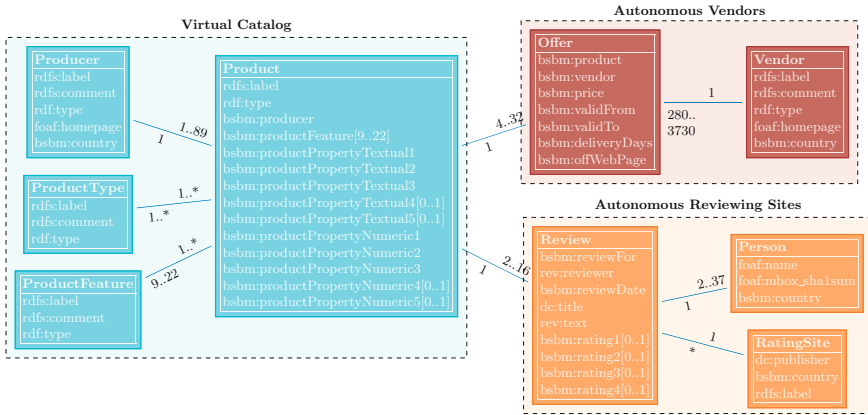 Virtual Catalog
Producer
rdfs:label
rdfs:comment
rdf:type
foaf:homepage
bsbm:country
1..89
1
ProductType
rdfs:label
rdfs:comment
rdf:type
1..*
1..*
ProductFeature
rdfs:label
rdfs:comment
rdf:type
1..*
9..22
Product
rdfs:label
rdf:type
bsbm:producer
bsbm:productFeature[9..22]
bsbm:productPropertyTextual1
bsbm:productPropertyTextual2
bsbm:productPropertyTextual3
bsbm:productPropertyTextual4[0..1]
bsbm:productPropertyTextual5[0..1]
bsbm:productPropertyNumeric1
bsbm:productPropertyNumeric2
bsbm:productPropertyNumeric3
bsbm:productPropertyNumeric4[0..1]
bsbm:productPropertyNumeric5[0..1]
4..32
1
2..16
1
Autonomous Vendors
Offer
bsbm:product
bsbm:vendor
bsbm:price
bsbm:validFrom
bsbm:validTo
bsbm:deliveryDays
bsbm:offWebPage
1
280..
3730
Vendor
rdfs:label
rdfs:comment
rdf:type
foaf:homepage
bsbm:country
Autonomous Reviewing Sites
Review
bsbm:reviewFor
rev:reviewer
bsbm:reviewDate
dc:title
rev:text
bsbm:rating1[0..1]
bsbm:rating2[0..1]
bsbm:rating3[0..1]
bsbm:rating4[0..1]
2..37
1
1
*
Person
foaf:name
foaf:mbox_sha1sum
bsbm:country
RatingSite
dc:publisher
bsbm:country
rdfs:label